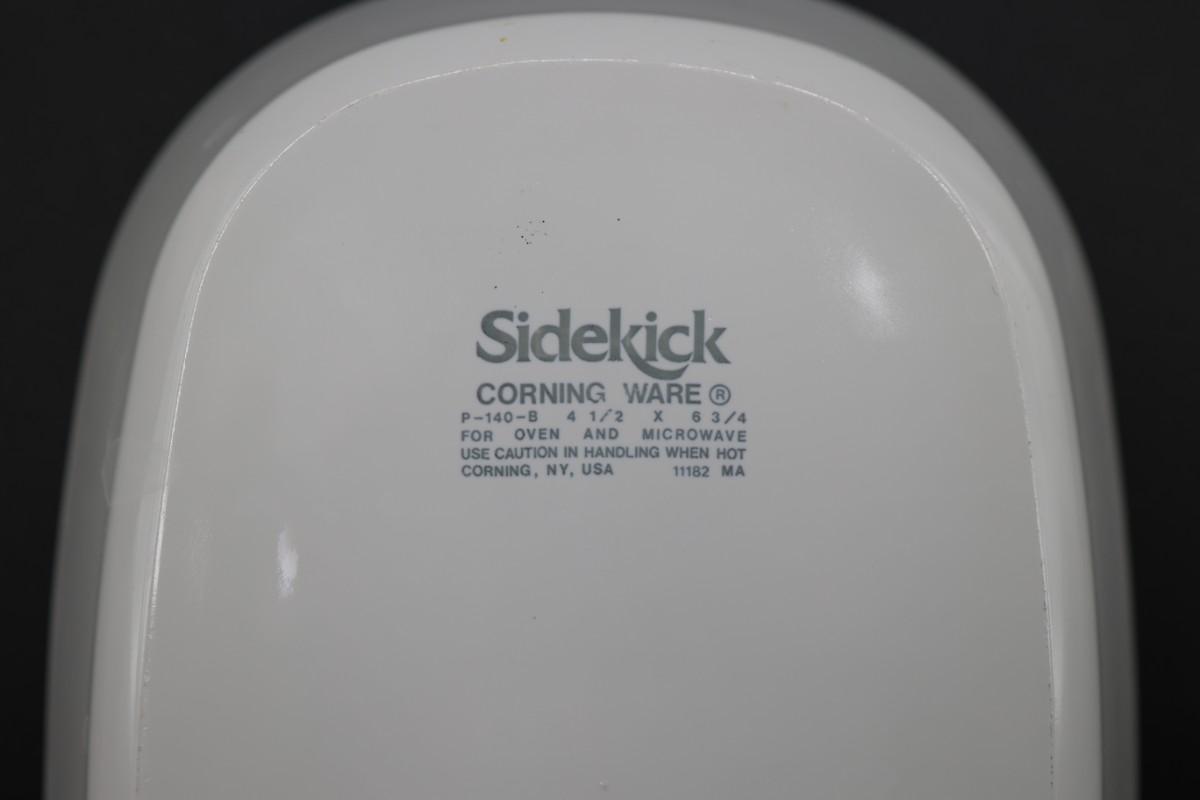 Sidekick
CORNING WARE ®
P-140-B 4 1/2 X 6 3/4
FOR OVEN AND MICROWAVE
USE CAUTION IN HANDLING WHEN HOT
CORNING, NY, USA 11182 MA